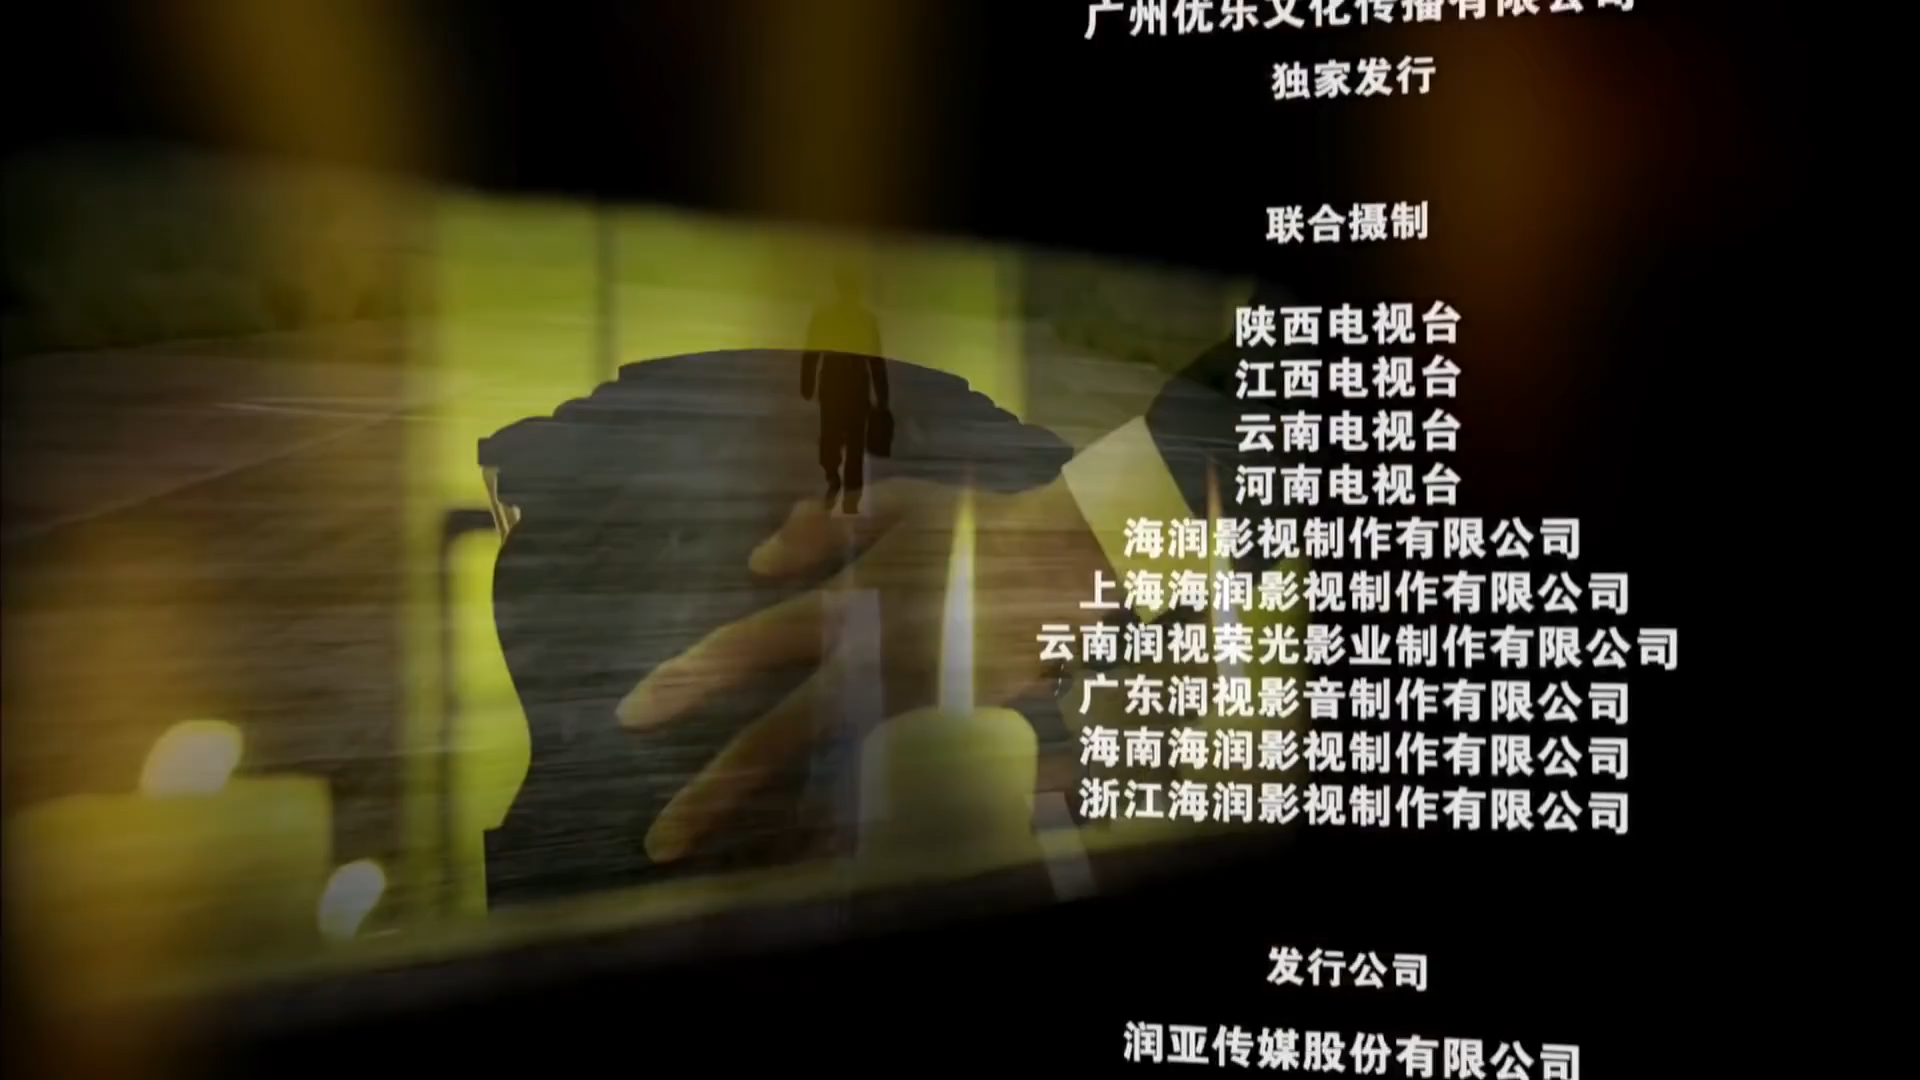 广州优乐文化传播有限公司
独家发行
联合摄制
陕西电视台
江西电视台
云南电视台
河南电视台
海润影视制作有限公司
上海海润影视制作有限公司
云南润视荣光影业制作有限公司
广东润视影音制作有限公司
海南海润影视制作有限公司
浙江海润影视制作有限公司
发行公司
润亚传媒股份有限公司